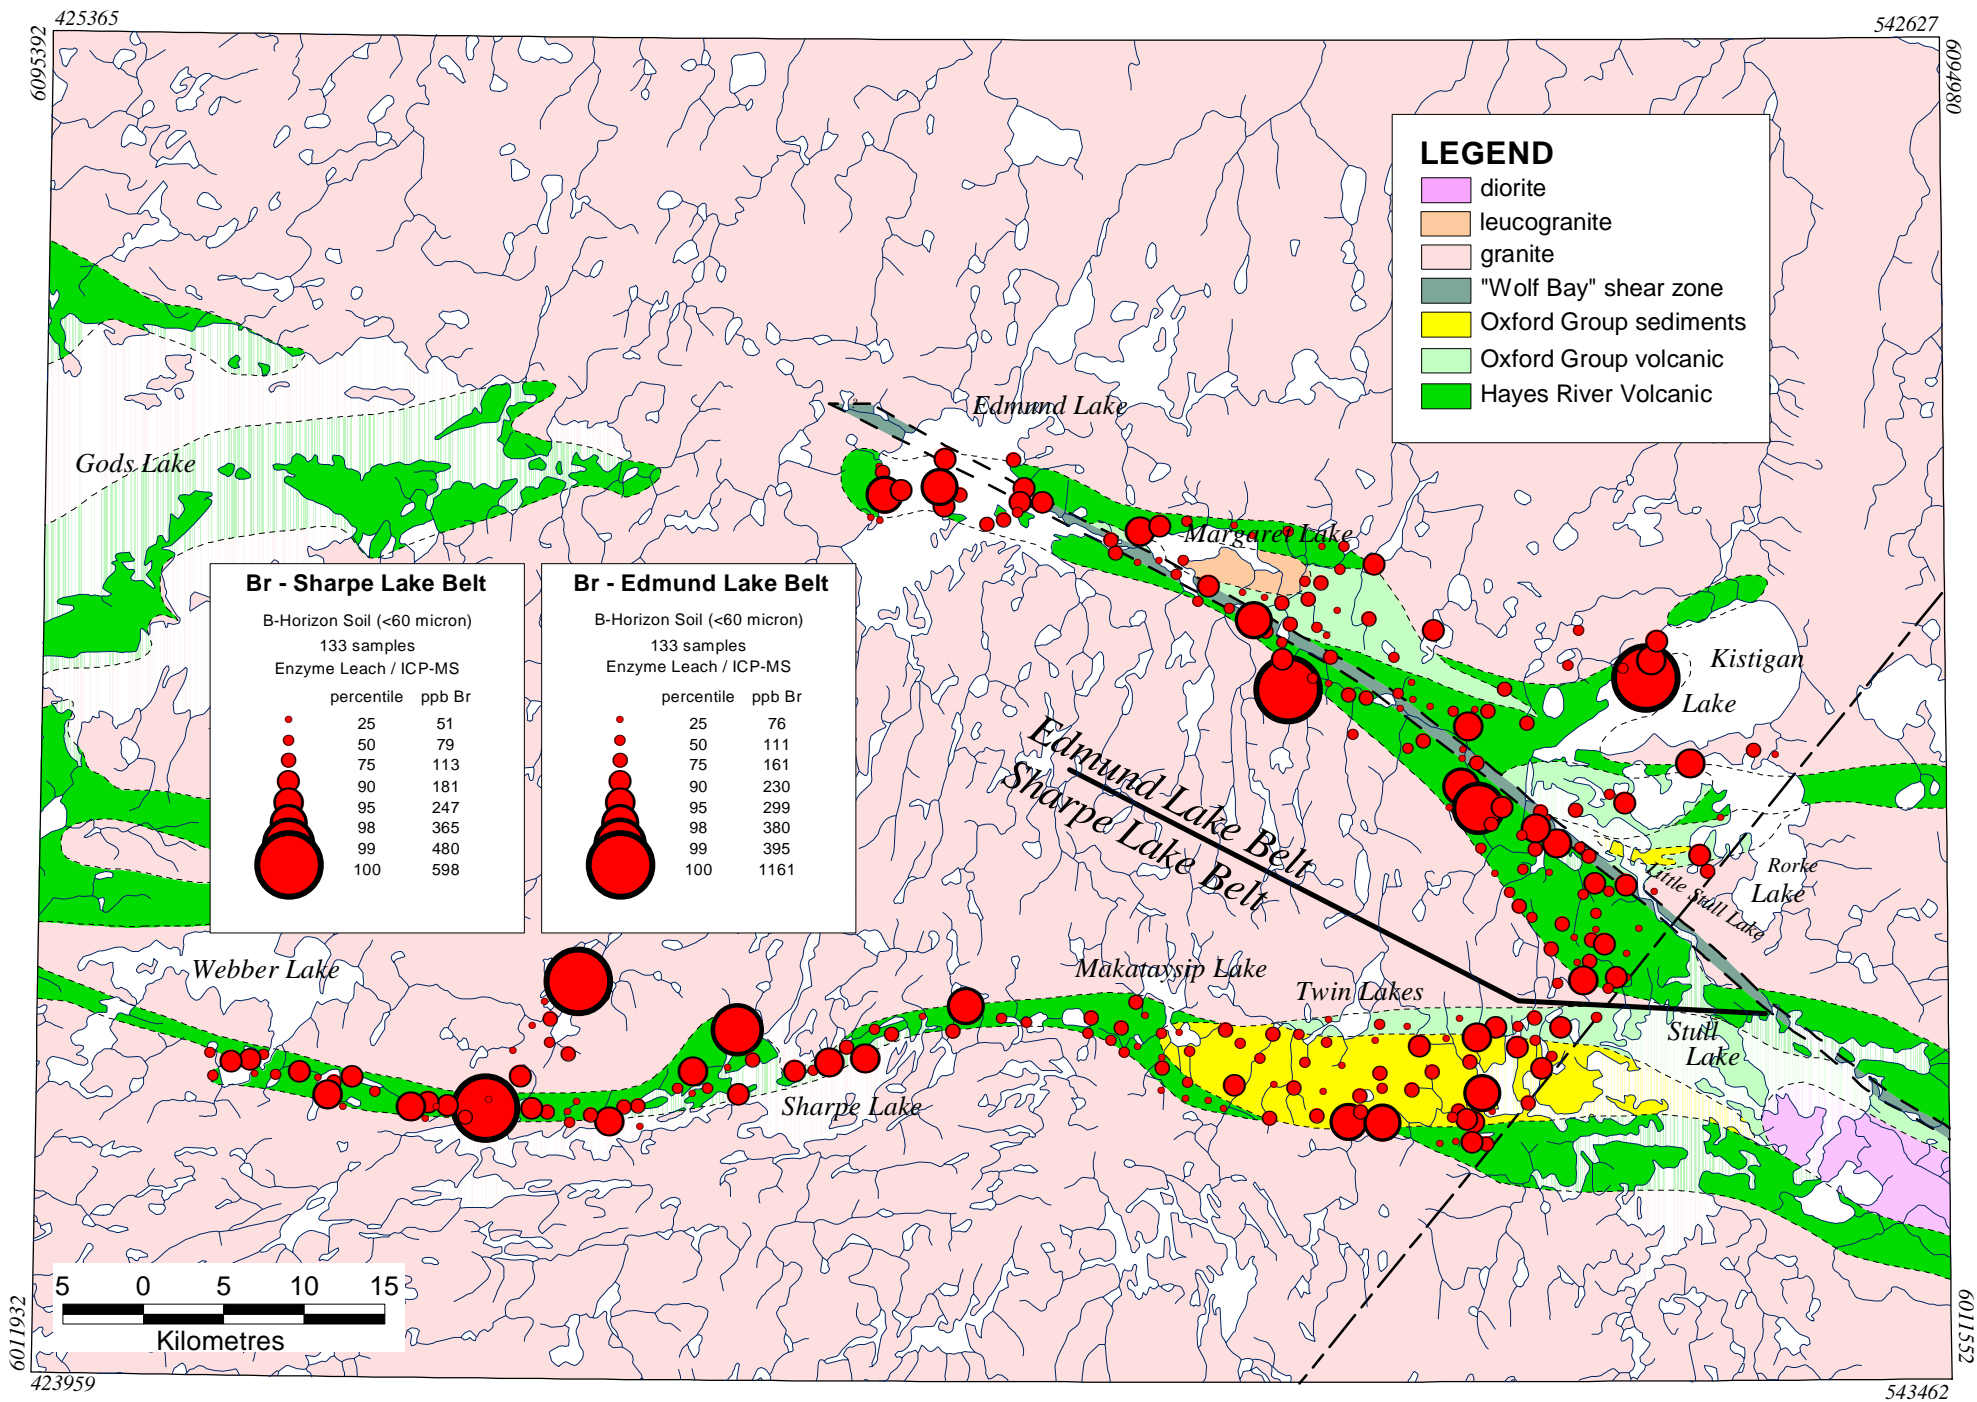 425365
542627
6095392
6094980
LEGEND
diorite
leucogranite
granite
"Wolf Bay" shear zone
Oxford Group sediments
Oxford Group volcanic
Hayes River Volcanic
Edmund Lake
Gods Lake
Margaret Lake
Kistigan
Lake
Br - Sharpe Lake Belt
B-Horizon Soil (<60 micron)
133 samples
Enzyme Leach / ICP-MS
percentile ppb Br
25 51
50 79
75 113
90 181
95 247
98 365
99 480
100 598
Br - Edmund Lake Belt
B-Horizon Soil (<60 micron)
133 samples
Enzyme Leach / ICP-MS
percentile ppb Br
25 76
50 111
75 161
90 230
95 299
98 380
99 395
100 1161
Edmund Lake Belt
Sharpe Lake Belt
Rorke
Lake
Little Stull Lake
Webber Lake
Makataysip Lake
Twin Lakes
Stull
Lake
Sharpe Lake
5 0 5 10 15
Kilometres
6011932
6011552
423959
543462